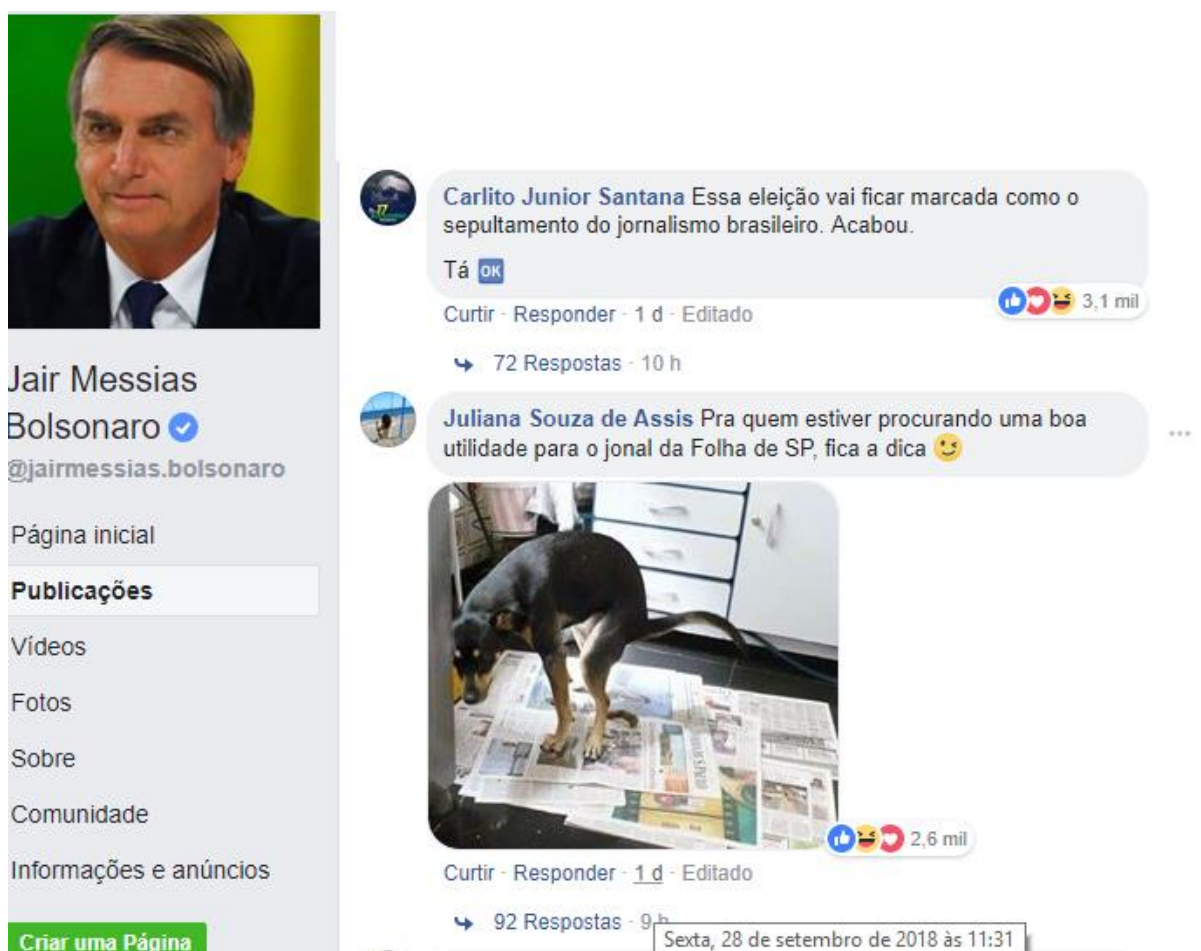 Jair Messias
Bolsonaro
@jairmessias.bolsonaro
Página inicial
Publicações
Vídeos
Fotos
Sobre
Comunidade
Informações e anúncios
Criar uma Página
Carlito Junior Santana Essa eleição vai ficar marcada como o
sepultamento do jornalismo brasileiro. Acabou.
Tá OK
3,1 mil
Curtir · Responder · 1 d · Editado
72 Respostas · 10 h
Juliana Souza de Assis Pra quem estiver procurando uma boa
utilidade para o jonal da Folha de SP, fica a dica 😉
2,6 mil
Curtir · Responder · 1 d · Editado
92 Respostas · 9 h
Sexta, 28 de setembro de 2018 às 11:31